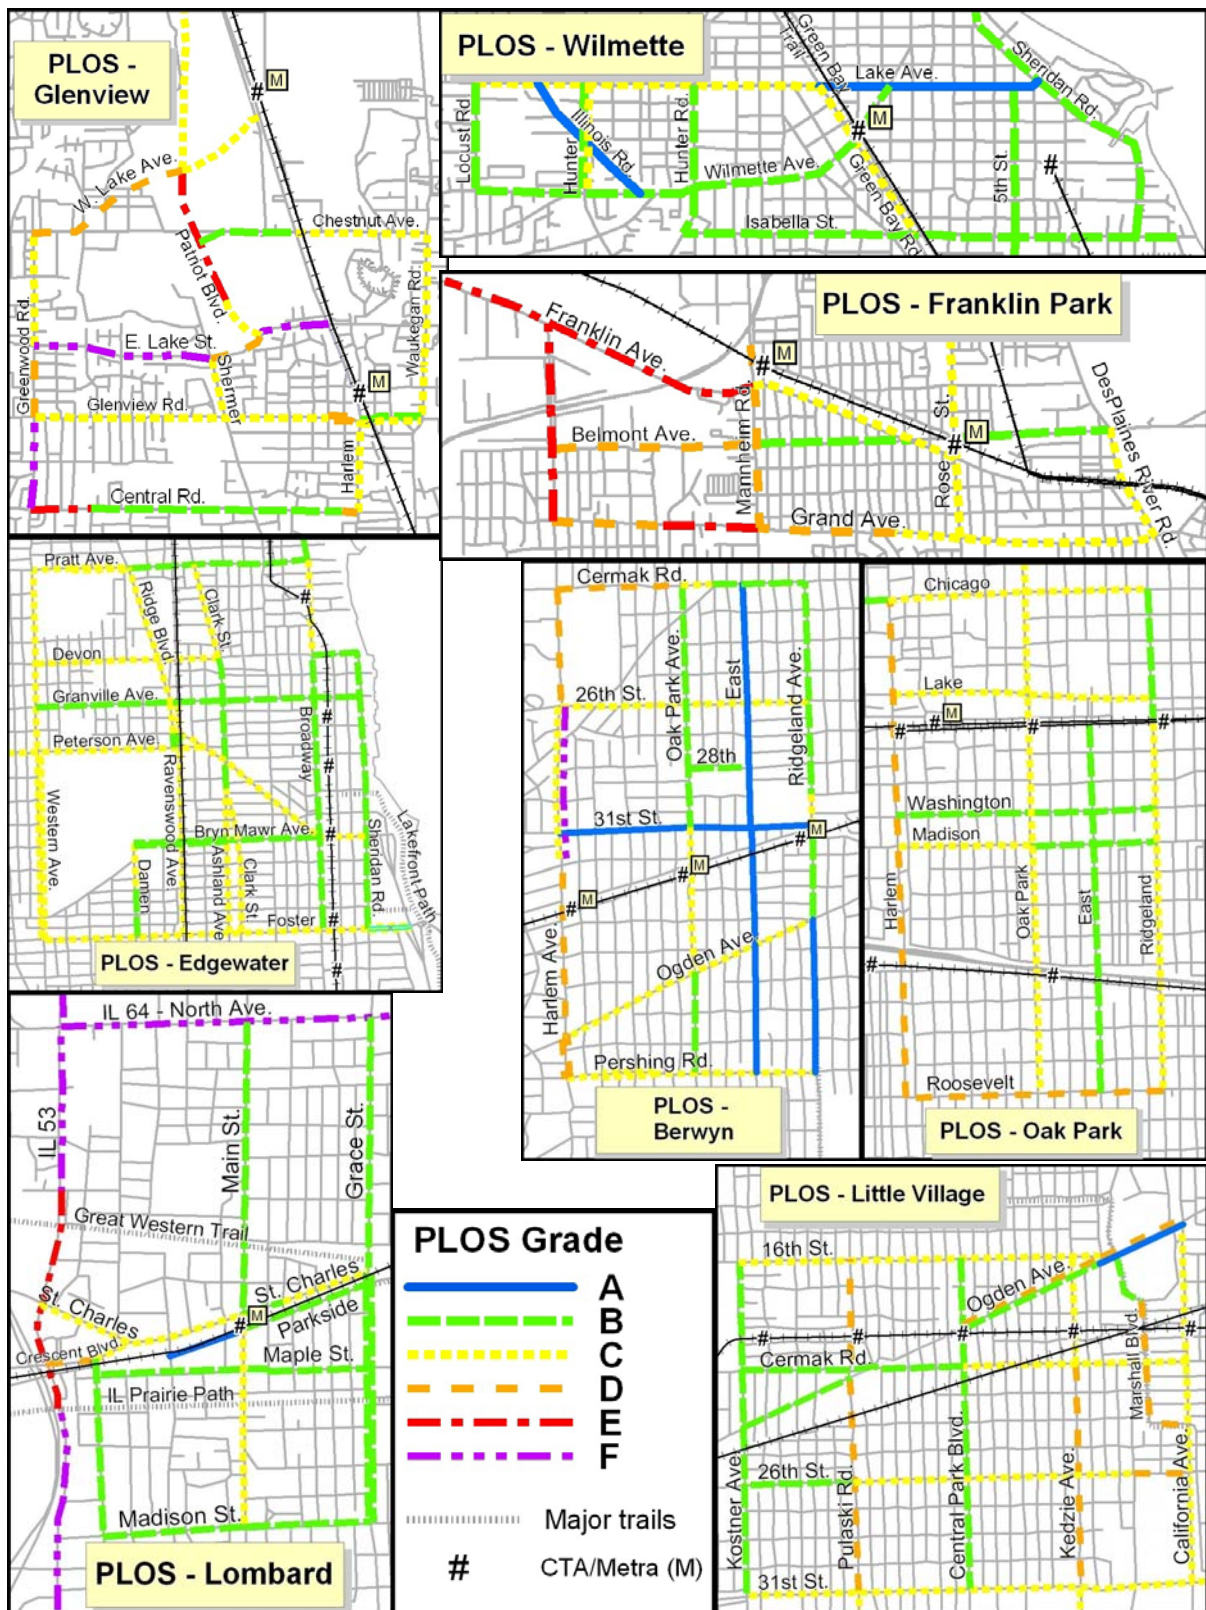 PLOS -
Glenview
W. Lake Ave.
Chestnut Ave.
Patriot Blvd.
Waukegan Rd.
Greenwood Rd.
E. Lake St.
Shermer
Glenview Rd.
Harlem
Central Rd.
M
M
PLOS - Wilmette
Green Bay
Trail
Lake Ave.
Sheridan Rd.
Locust Rd
Hunter
Illinois Rd.
Hunter Rd
Wilmette Ave.
Green Bay Rd
5th St.
Isabella St.
M
PLOS - Franklin Park
Franklin Ave.
Belmont Ave.
Mannheim Rd.
Rose St.
DesPlaines River Rd.
Grand Ave.
M
M
Pratt Ave.
Ridge Blvd.
Clark St.
Devon
Granville Ave.
Broadway
Peterson Ave.
Ravenswood Ave
Western Ave.
Bryn Mawr Ave.
Damen
Ashland Ave
Clark St.
Sheridan Rd.
Lakefront Path
Foster
PLOS - Edgewater
Cermak Rd.
Oak Park Ave.
East
Ridgeland Ave.
26th St.
28th
31st St.
M
M
M
Harlem Ave.
Ogden Ave.
Pershing Rd.
PLOS -
Berwyn
Chicago
Lake
M
Washington
Madison
Harlem
Oak Park
East
Ridgeland
Roosevelt
PLOS - Oak Park
IL 64 - North Ave.
IL 53
Main St.
Grace St.
Great Western Trail
St. Charles
St. Charles
M
Parkside
Crescent Blvd.
Maple St.
IL Prairie Path
Madison St.
PLOS - Lombard
PLOS Grade
A
B
C
D
E
F
Major trails
# CTA/Metra (M)
PLOS - Little Village
16th St.
Ogden Ave.
Cermak Rd.
Marshall Blvd.
26th St.
Kostner Ave.
Pulaski Rd.
Central Park Blvd.
Kedzie Ave.
California Ave.
31st St.